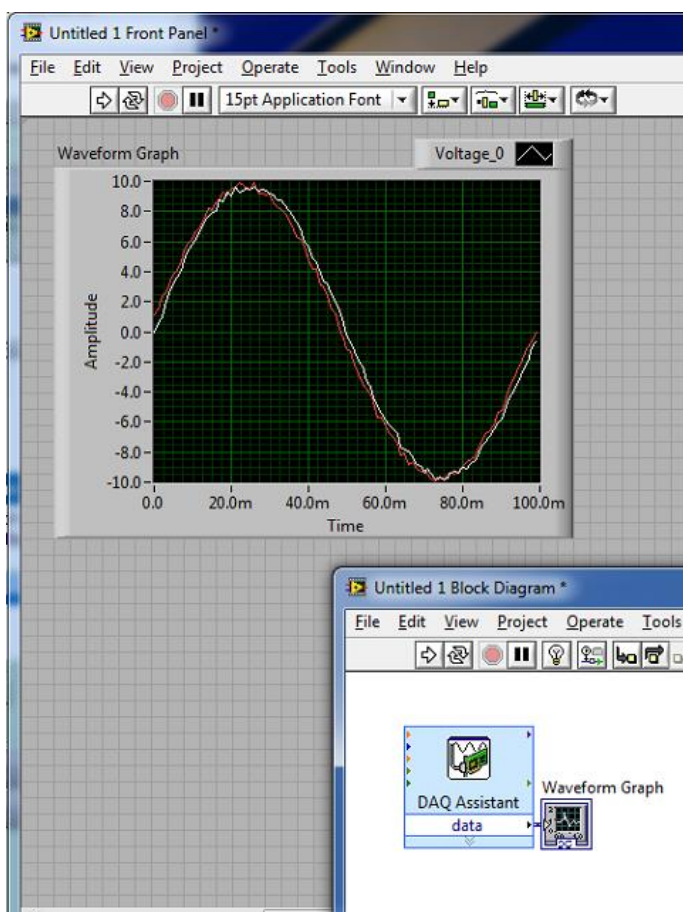 Untitled 1 Front Panel *
File Edit View Project Operate Tools Window Help
15pt Application Font
Waveform Graph
Voltage_0
Amplitude
10.0
8.0
6.0
4.0
2.0
0.0
-2.0
-4.0
-6.0
-8.0
-10.0
0.0 20.0m 40.0m 60.0m 80.0m 100.0m
Time
Untitled 1 Block Diagram *
File Edit View Project Operate Tools
DAQ Assistant
data
Waveform Graph